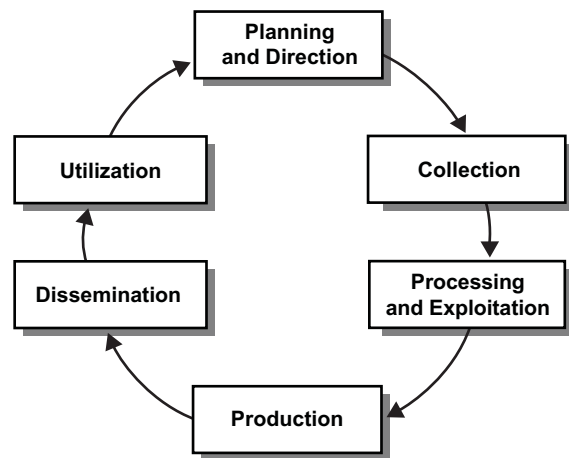 Planning
and Direction
Collection
Processing
and Exploitation
Production
Dissemination
Utilization